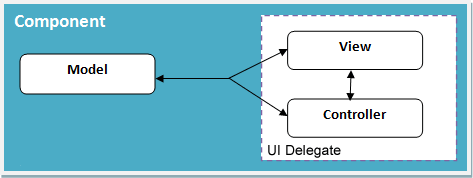 Component
View
Model
Controller
UI Delegate